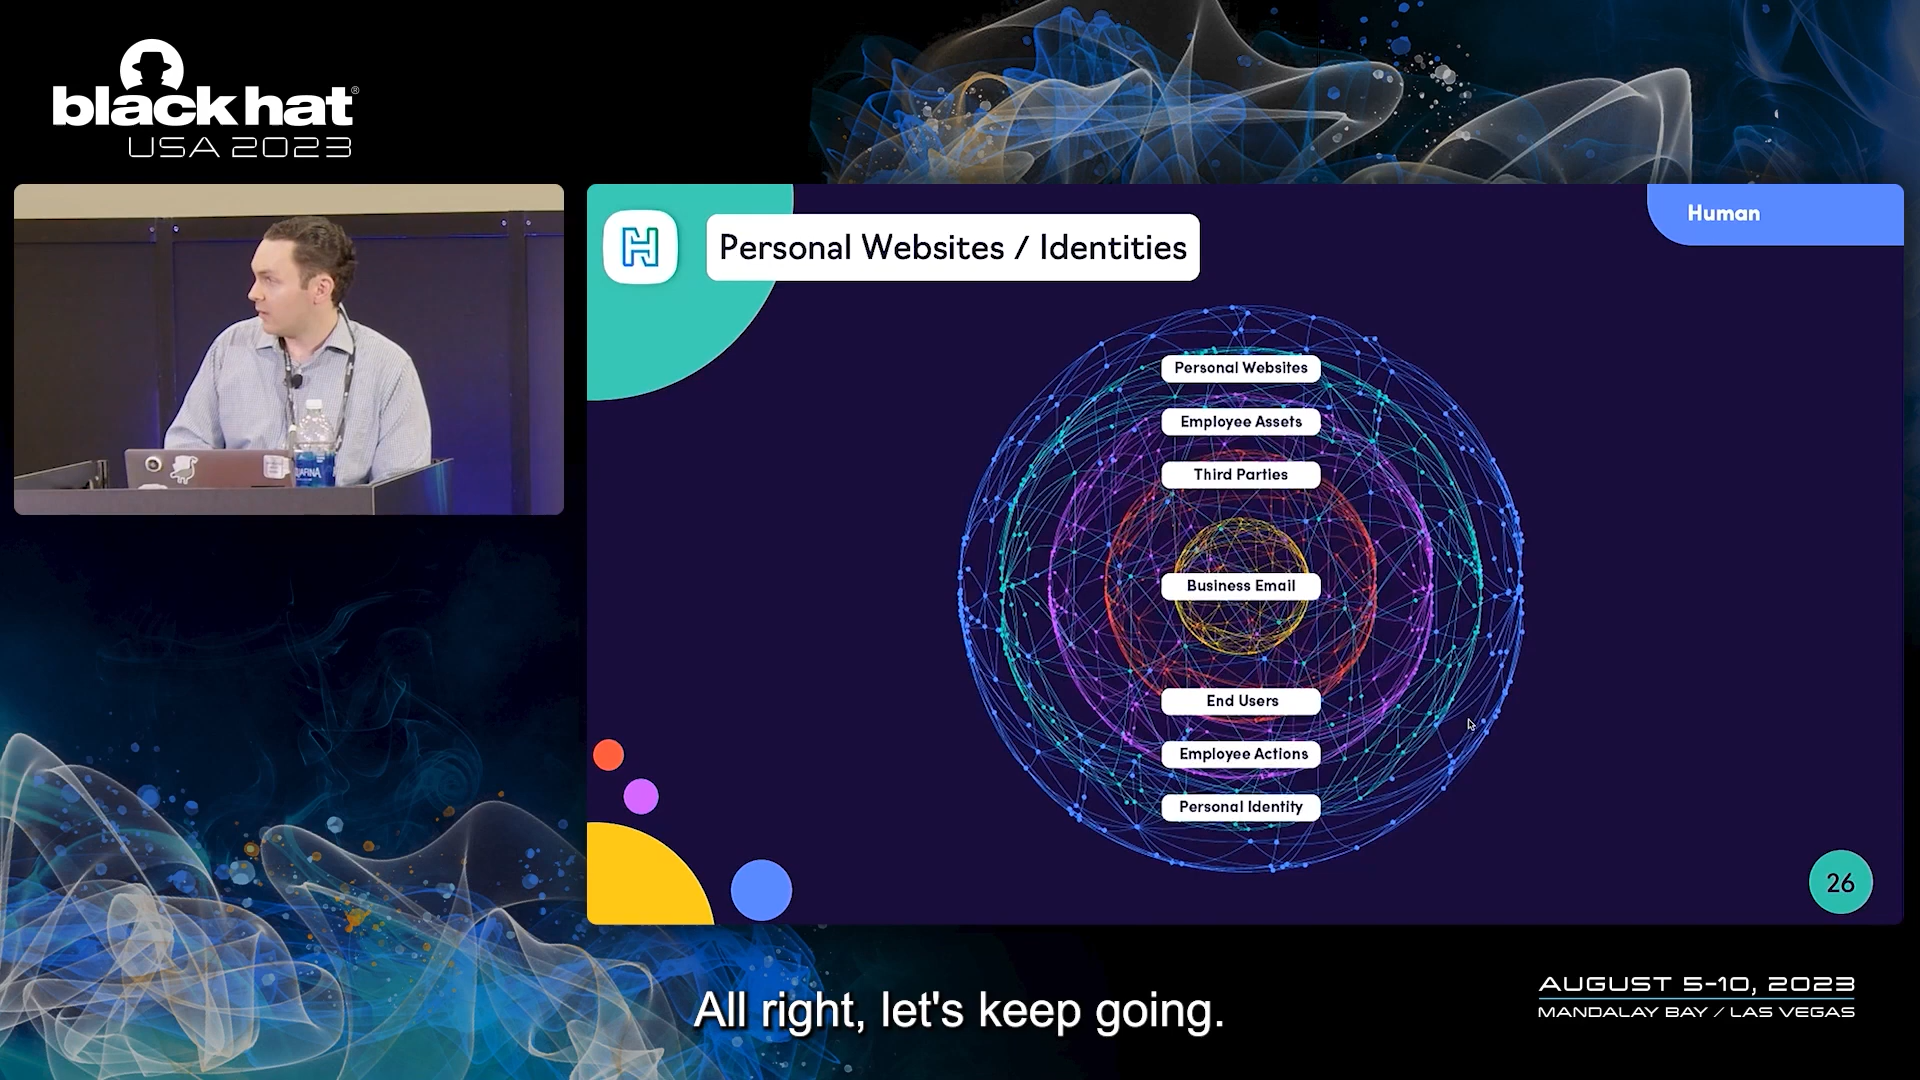 black hat®
USA 2023
Human
Personal Websites / Identities
Personal Websites
Employee Assets
Third Parties
Business Email
End Users
Employee Actions
Personal Identity
26
All right, let's keep going.
AUGUST 5-10, 2023
MANDALAY BAY / LAS VEGAS